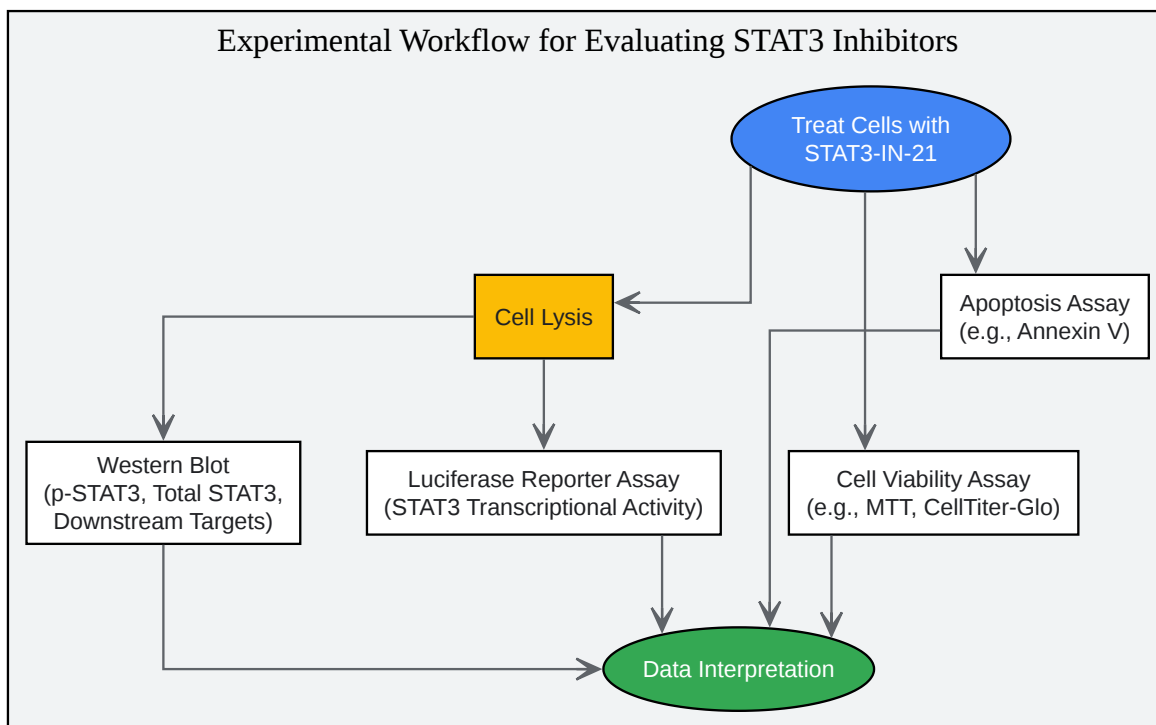 Experimental Workflow for Evaluating STAT3 Inhibitors
Treat Cells with
STAT3-IN-21
Cell Lysis
Apoptosis Assay
(e.g., Annexin V)
Western Blot
(p-STAT3, Total STAT3,
Downstream Targets)
Luciferase Reporter Assay
(STAT3 Transcriptional Activity)
Cell Viability Assay
(e.g., MTT, CellTiter-Glo)
Data Interpretation